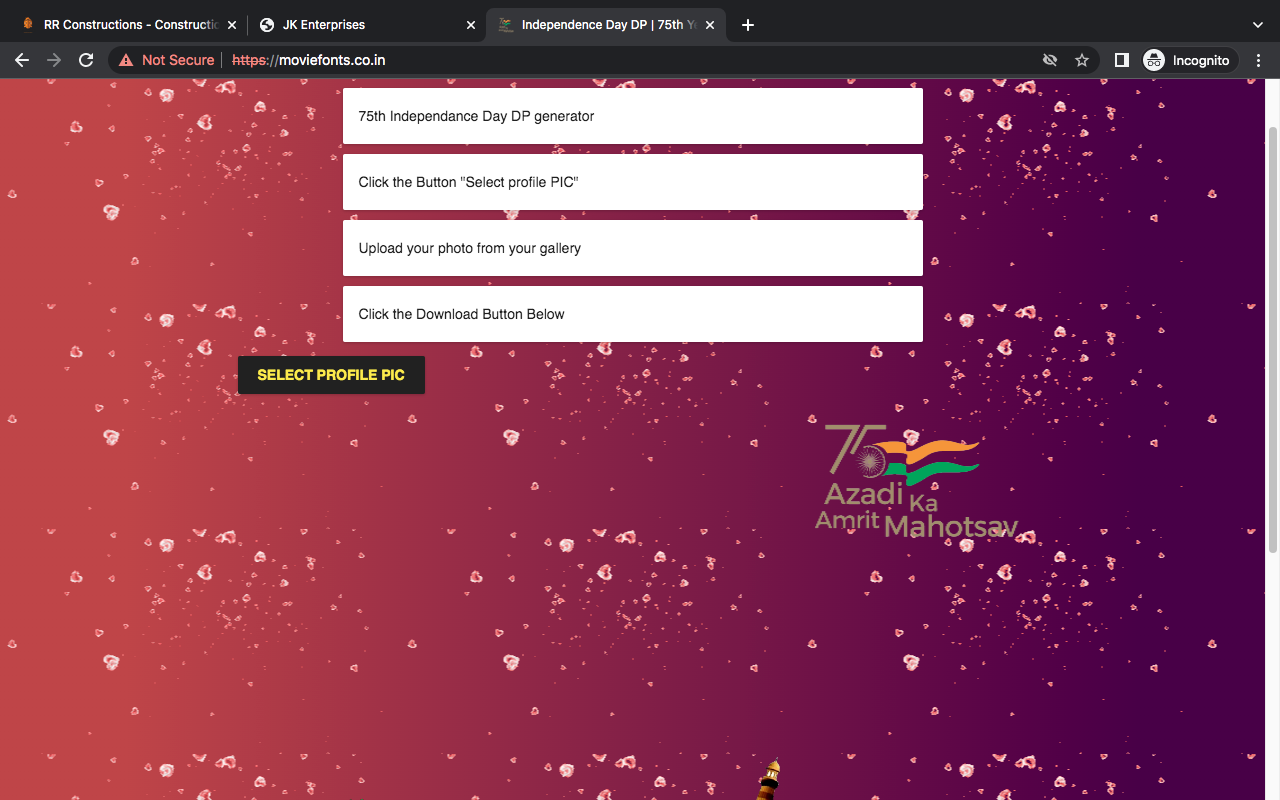 RR Constructions - Constructic
JK Enterprises
Independence Day DP | 75th Y
Not Secure
https://moviefonts.co.in
Incognito
75th Independance Day DP generator
Click the Button "Select profile PIC"
Upload your photo from your gallery
Click the Download Button Below
SELECT PROFILE PIC
75
Azadi Ka
Amrit Mahotsav